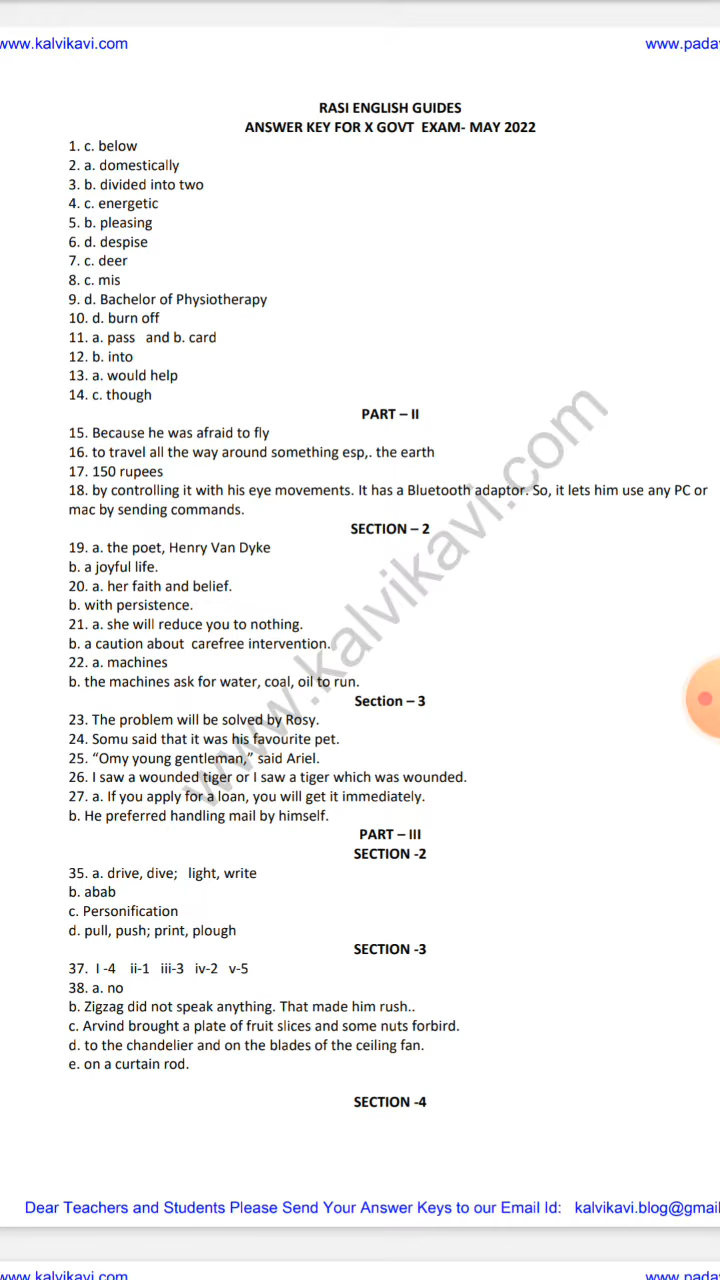 www.kalvikavi.com www.pada
RASI ENGLISH GUIDES
ANSWER KEY FOR X GOVT EXAM- MAY 2022
1. c. below
2. a. domestically
3. b. divided into two
4. c. energetic
5. b. pleasing
6. d. despise
7. c. deer
8. c. mis
9. d. Bachelor of Physiotherapy
10. d. burn off
11. a. pass and b. card
12. b. into
13. a. would help
14. c. though
PART – II
15. Because he was afraid to fly
16. to travel all the way around something esp,. the earth
17. 150 rupees
18. by controlling it with his eye movements. It has a Bluetooth adaptor. So, it lets him use any PC or
mac by sending commands.
SECTION – 2
19. a. the poet, Henry Van Dyke
b. a joyful life.
20. a. her faith and belief.
b. with persistence.
21. a. she will reduce you to nothing.
b. a caution about carefree intervention.
22. a. machines
b. the machines ask for water, coal, oil to run.
Section – 3
23. The problem will be solved by Rosy.
24. Somu said that it was his favourite pet.
25. “Omy young gentleman,” said Ariel.
26. I saw a wounded tiger or I saw a tiger which was wounded.
27. a. If you apply for a loan, you will get it immediately.
b. He preferred handling mail by himself.
PART – III
SECTION -2
35. a. drive, dive; light, write
b. abab
c. Personification
d. pull, push; print, plough
SECTION -3
37. I -4 ii-1 iii-3 iv-2 v-5
38. a. no
b. Zigzag did not speak anything. That made him rush..
c. Arvind brought a plate of fruit slices and some nuts forbird.
d. to the chandelier and on the blades of the ceiling fan.
e. on a curtain rod.
SECTION -4
www.kalvikavi.com
Dear Teachers and Students Please Send Your Answer Keys to our Email Id: kalvikavi.blog@gmail
www.kalvikavi.com www.pada